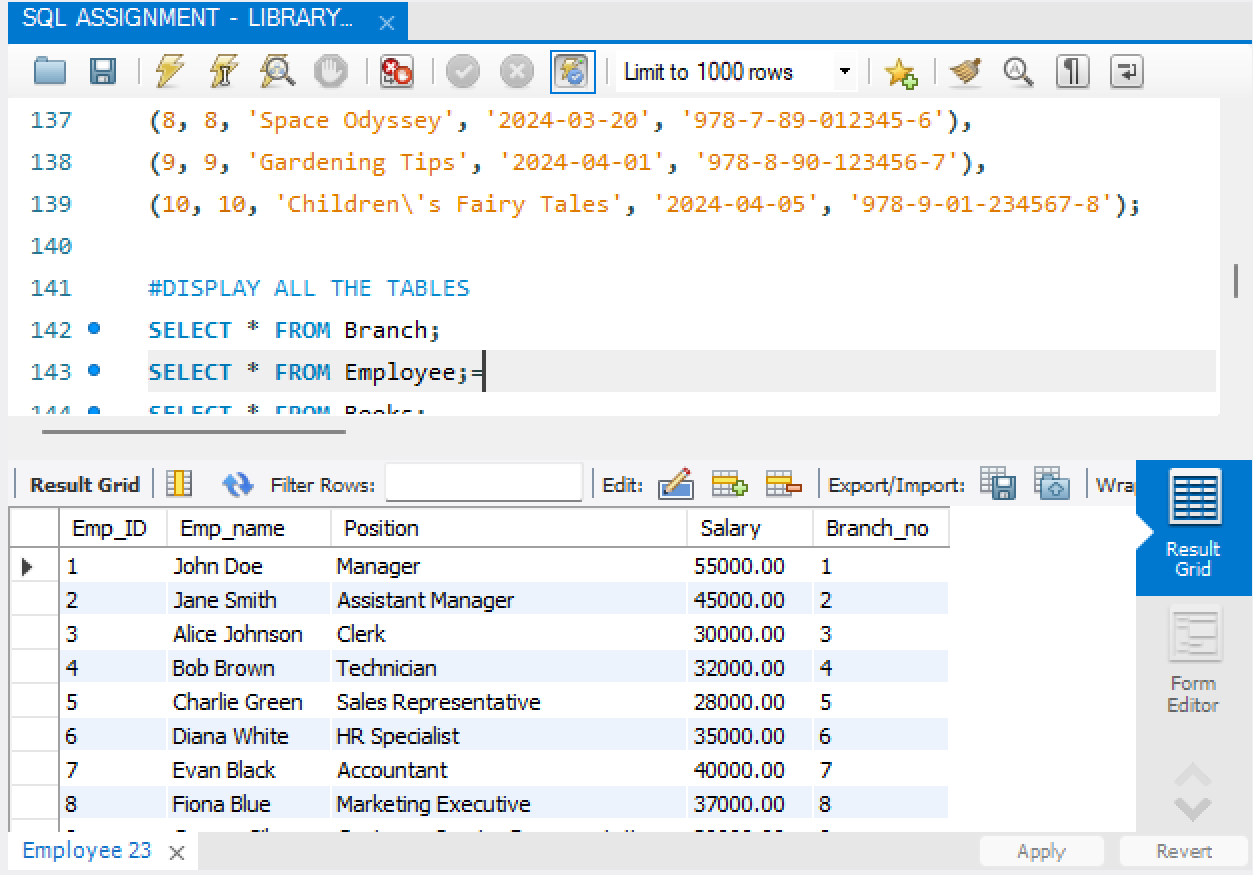 SQL ASSIGNMENT - LIBRARY...
Limit to 1000 rows
137 (8, 8, 'Space Odyssey', '2024-03-20', '978-7-89-012345-6'),
138 (9, 9, 'Gardening Tips', '2024-04-01', '978-8-90-123456-7'),
139 (10, 10, 'Children\'s Fairy Tales', '2024-04-05', '978-9-01-234567-8');
140
141 #DISPLAY ALL THE TABLES
142 SELECT * FROM Branch;
143 SELECT * FROM Employee;=
144 SELECT * FROM Books;
Result Grid Filter Rows: Edit: Export/Import:
Emp_ID Emp_name Position Salary Branch_no
1 John Doe Manager 55000.00 1
2 Jane Smith Assistant Manager 45000.00 2
3 Alice Johnson Clerk 30000.00 3
4 Bob Brown Technician 32000.00 4
5 Charlie Green Sales Representative 28000.00 5
6 Diana White HR Specialist 35000.00 6
7 Evan Black Accountant 40000.00 7
8 Fiona Blue Marketing Executive 37000.00 8
Result
Grid
Form
Editor
Employee 23 Apply Revert